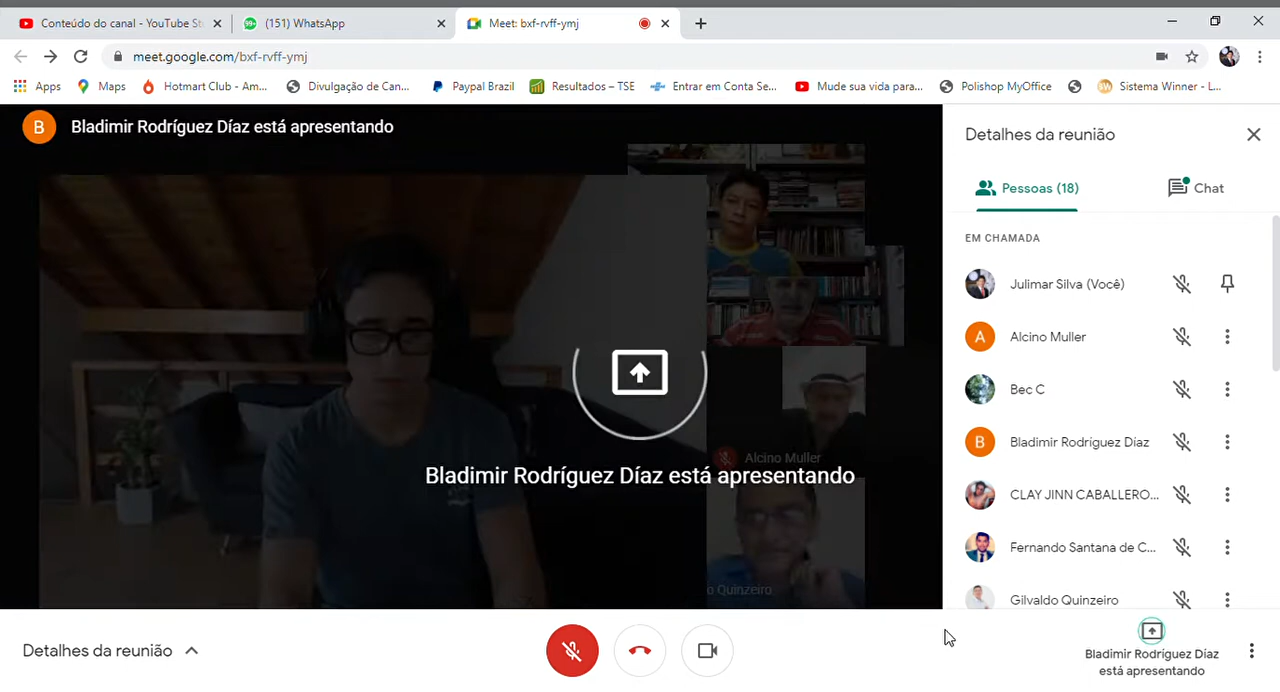 Conteúdo do canal - YouTube St
99+
(151) WhatsApp
Meet: bxf-rvff-ymj
meet.google.com/bxf-rvff-ymj
Apps
Maps
Hotmart Club - Am...
Divulgação de Can...
Paypal Brazil
Resultados – TSE
Entrar em Conta Se...
Mude sua vida para...
Polishop MyOffice
Sistema Winner - L...
B
Bladimir Rodríguez Díaz está apresentando
Detalhes da reunião
Pessoas (18)
Chat
EM CHAMADA
Julimar Silva (Você)
A
Alcino Muller
Bec C
B
Bladimir Rodríguez Díaz
CLAY JINN CABALLERO...
Fernando Santana de C...
Gilvaldo Quinzeiro
Alcino Muller
Bladimir Rodríguez Díaz está apresentando
o Quinzeiro
Detalhes da reunião
Bladimir Rodríguez Díaz
está apresentando